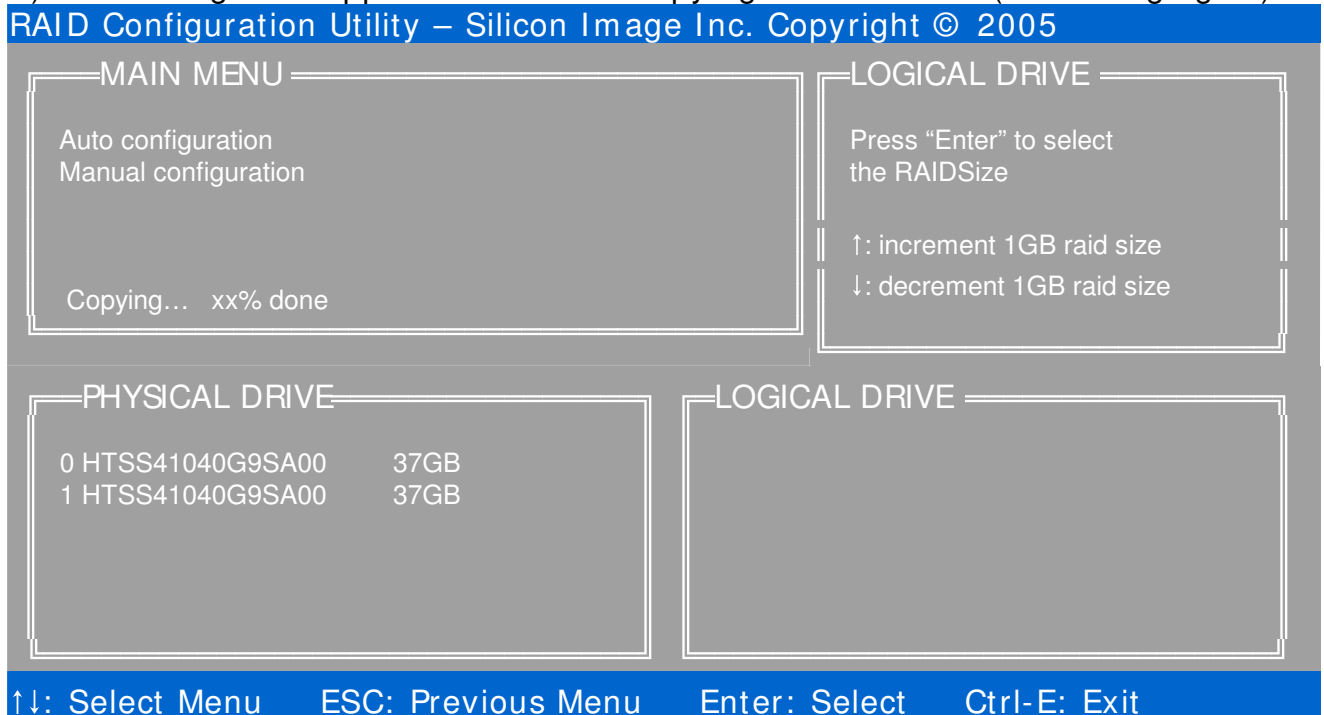 RAID Configuration Utility – Silicon Image Inc. Copyright © 2005
MAIN MENU
Auto configuration
Manual configuration
Copying… xx% done
LOGICAL DRIVE
Press “Enter” to select
the RAIDSize
↑: increment 1GB raid size
↓: decrement 1GB raid size
PHYSICAL DRIVE
0 HTSS41040G9SA00 37GB
1 HTSS41040G9SA00 37GB
LOGICAL DRIVE
↑↓: Select Menu ESC: Previous Menu Enter: Select Ctrl-E: Exit